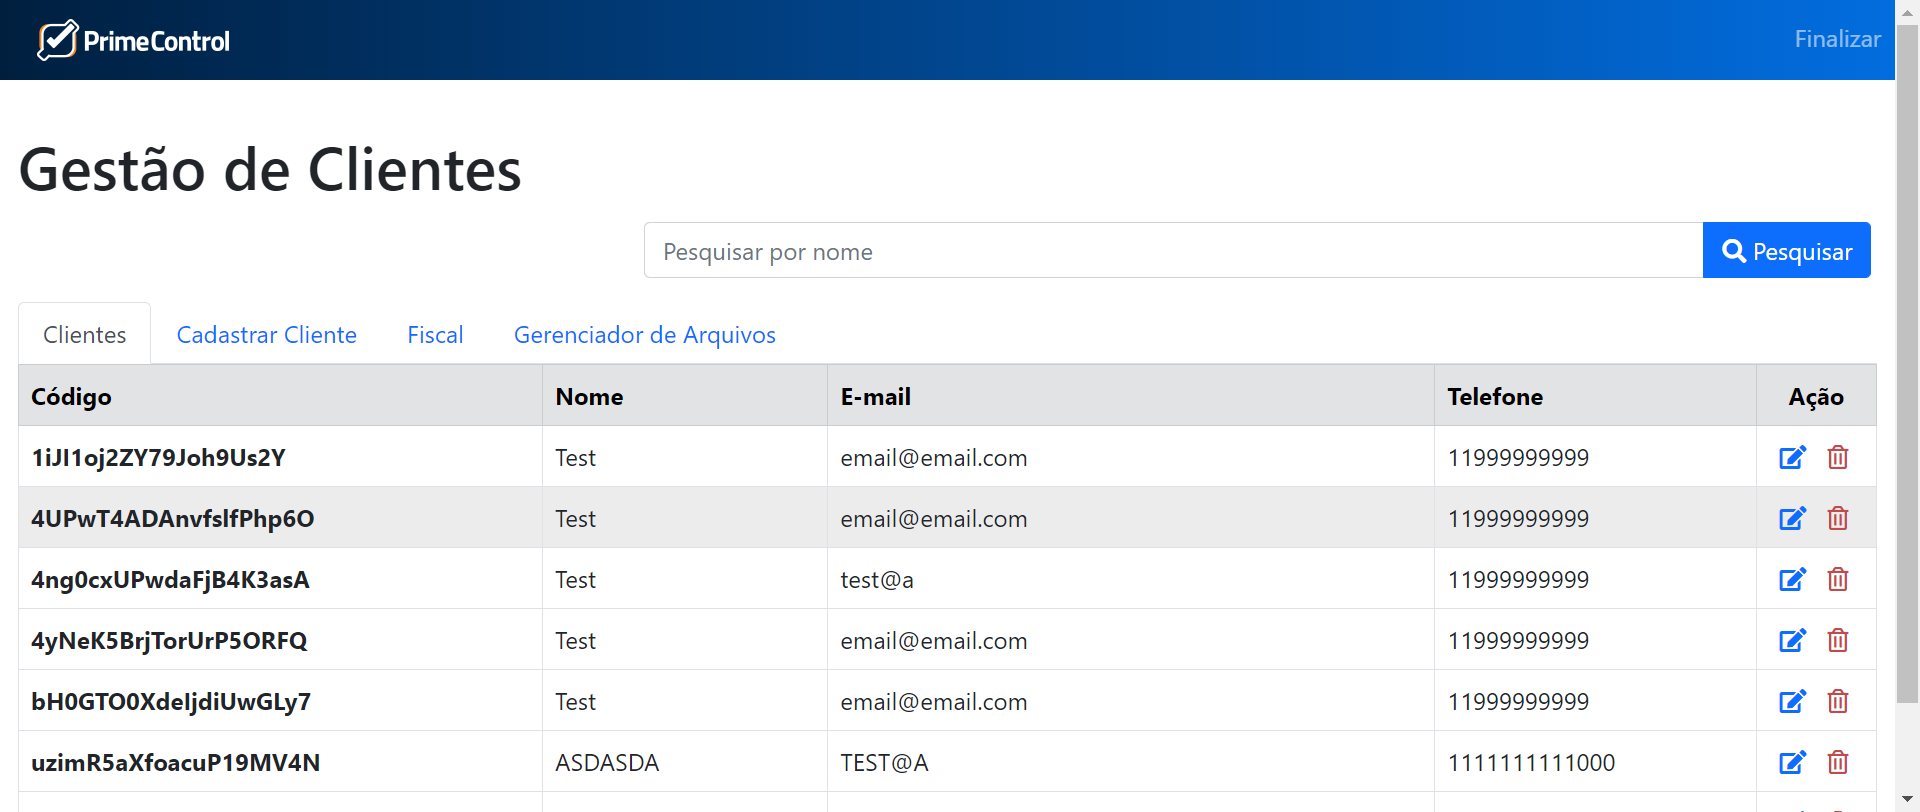 PrimeControl
Finalizar
Gestão de Clientes
Pesquisar por nome
Pesquisar
Clientes Cadastrar Cliente Fiscal Gerenciador de Arquivos
Código Nome E-mail Telefone Ação
1iJI1oj2ZY79Joh9Us2Y Test email@email.com 11999999999
4UPwT4ADAnvfslfPhp6O Test email@email.com 11999999999
4ng0cxUPwdaFjB4K3asA Test test@a 11999999999
4yNeK5BrjTorUrP5ORFQ Test email@email.com 11999999999
bH0GTO0XdeIjdiUwGLy7 Test email@email.com 11999999999
uzimR5aXfoacuP19MV4N ASDASDA TEST@A 1111111111000